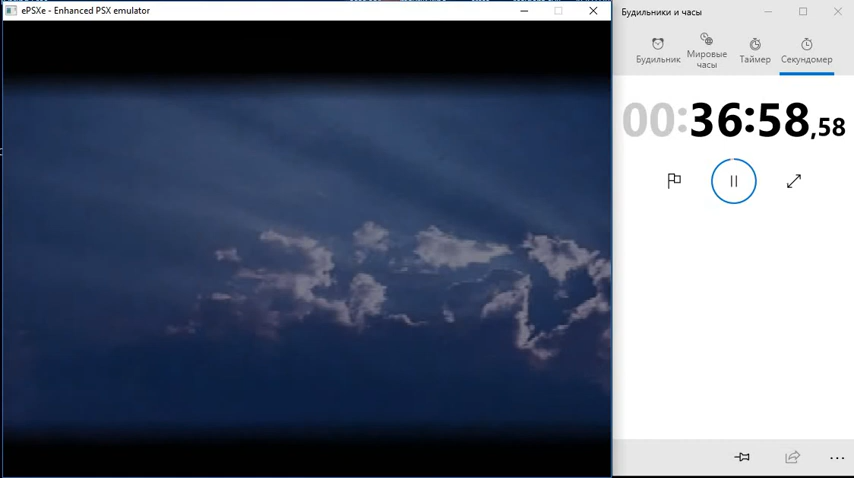 ePSXe - Enhanced PSX emulator
Будильники и часы
Будильник
Мировые
часы
Таймер
Секундомер
00:36:58,58